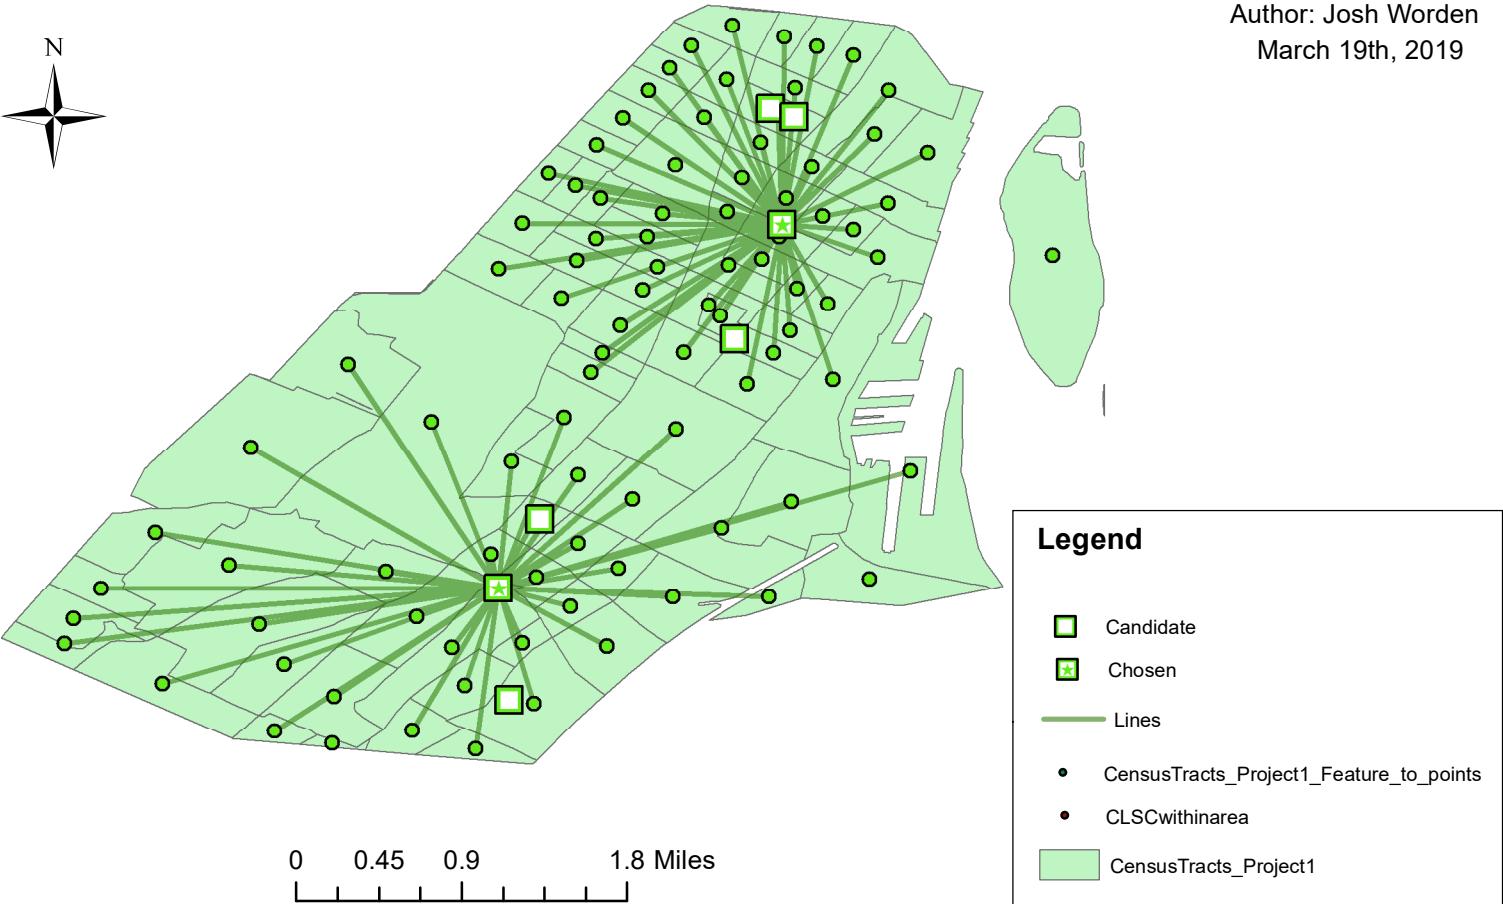 Author: Josh Worden
March 19th, 2019
N
Legend
Candidate
Chosen
Lines
CensusTracts_Project1_Feature_to_points
CLSCwithinarea
CensusTracts_Project1
0 0.45 0.9 1.8 Miles